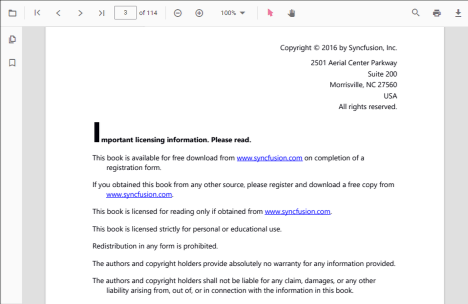 3 of 114 100%
Copyright © 2016 by Syncfusion, Inc.
2501 Aerial Center Parkway
Suite 200
Morrisville, NC 27560
USA
All rights reserved.
Important licensing information. Please read.
This book is available for free download from www.syncfusion.com on completion of a
registration form.
If you obtained this book from any other source, please register and download a free copy from
www.syncfusion.com.
This book is licensed for reading only if obtained from www.syncfusion.com.
This book is licensed strictly for personal or educational use.
Redistribution in any form is prohibited.
The authors and copyright holders provide absolutely no warranty for any information provided.
The authors and copyright holders shall not be liable for any claim, damages, or any other
liability arising from, out of, or in connection with the information in this book.